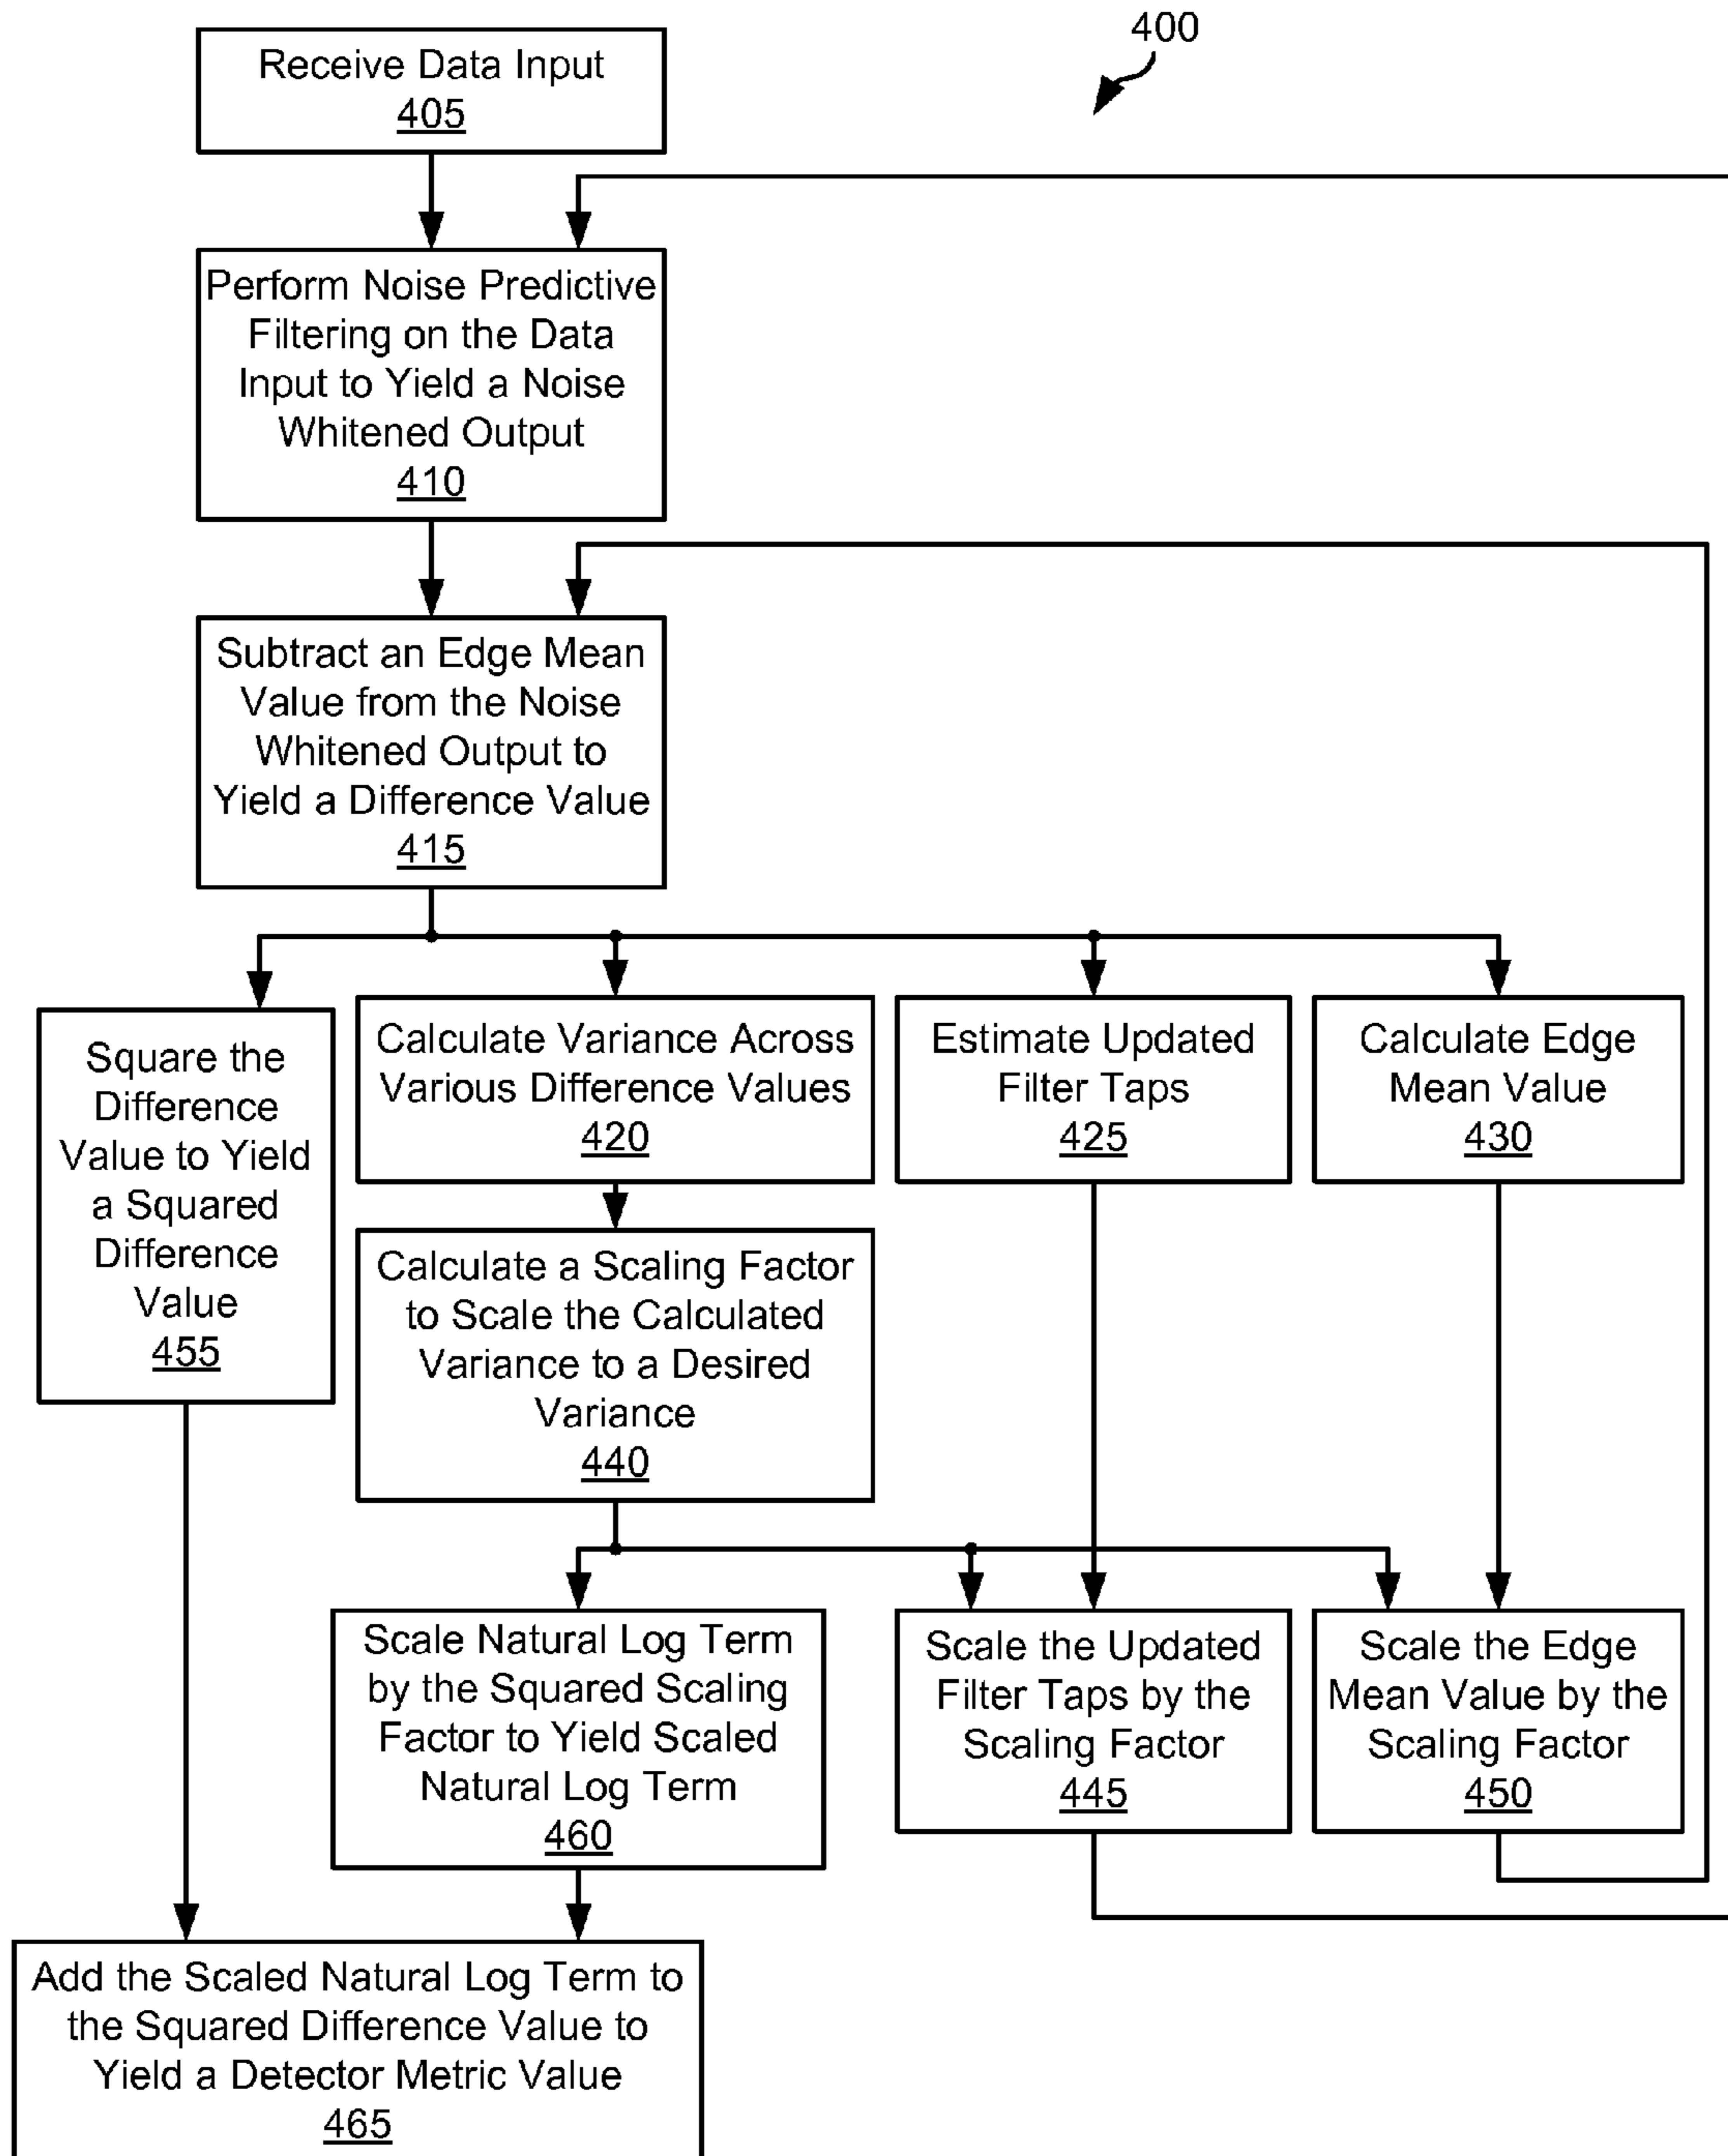 400
Receive Data Input
405
Perform Noise Predictive
Filtering on the Data
Input to Yield a Noise
Whitened Output
410
Subtract an Edge Mean
Value from the Noise
Whitened Output to
Yield a Difference Value
415
Square the
Difference
Value to Yield
a Squared
Difference
Value
455
Calculate Variance Across
Various Difference Values
420
Estimate Updated
Filter Taps
425
Calculate Edge
Mean Value
430
Calculate a Scaling Factor
to Scale the Calculated
Variance to a Desired
Variance
440
Scale Natural Log Term
by the Squared Scaling
Factor to Yield Scaled
Natural Log Term
460
Scale the Updated
Filter Taps by the
Scaling Factor
445
Scale the Edge
Mean Value by the
Scaling Factor
450
Add the Scaled Natural Log Term to
the Squared Difference Value to
Yield a Detector Metric Value
465